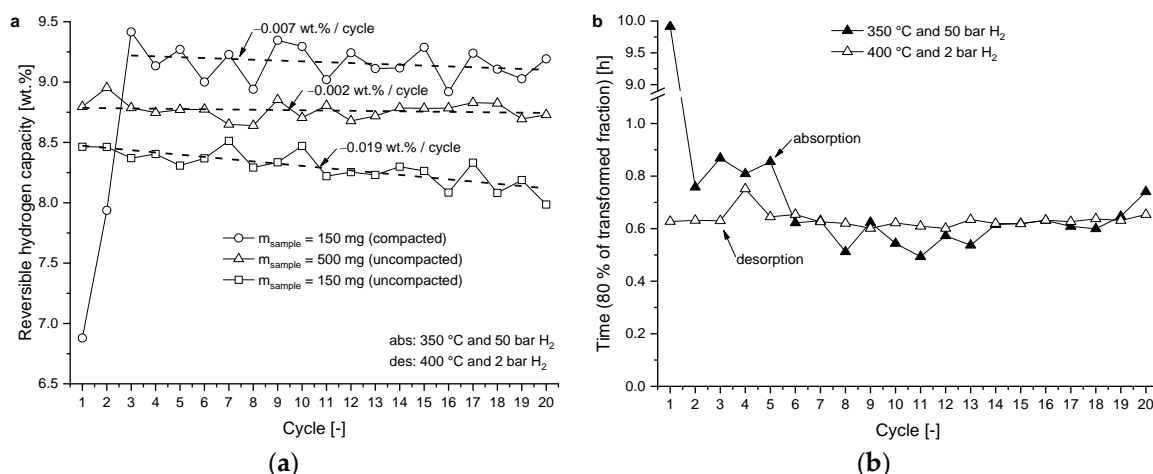 a
Reversible hydrogen capacity [wt.%]
9.5
9.0
8.5
8.0
7.5
7.0
6.5
−0.007 wt.% / cycle
−0.002 wt.% / cycle
−0.019 wt.% / cycle
m_sample = 150 mg (compacted)
m_sample = 500 mg (uncompacted)
m_sample = 150 mg (uncompacted)
abs: 350 °C and 50 bar H₂
des: 400 °C and 2 bar H₂
1 2 3 4 5 6 7 8 9 10 11 12 13 14 15 16 17 18 19 20
Cycle [-]
(a)
b
Time (80 % of transformed fraction) [h]
10.0
9.5
9.0
1.0
0.8
0.6
0.4
0.2
0.0
350 °C and 50 bar H₂
400 °C and 2 bar H₂
absorption
desorption
1 2 3 4 5 6 7 8 9 10 11 12 13 14 15 16 17 18 19 20
Cycle [-]
(b)